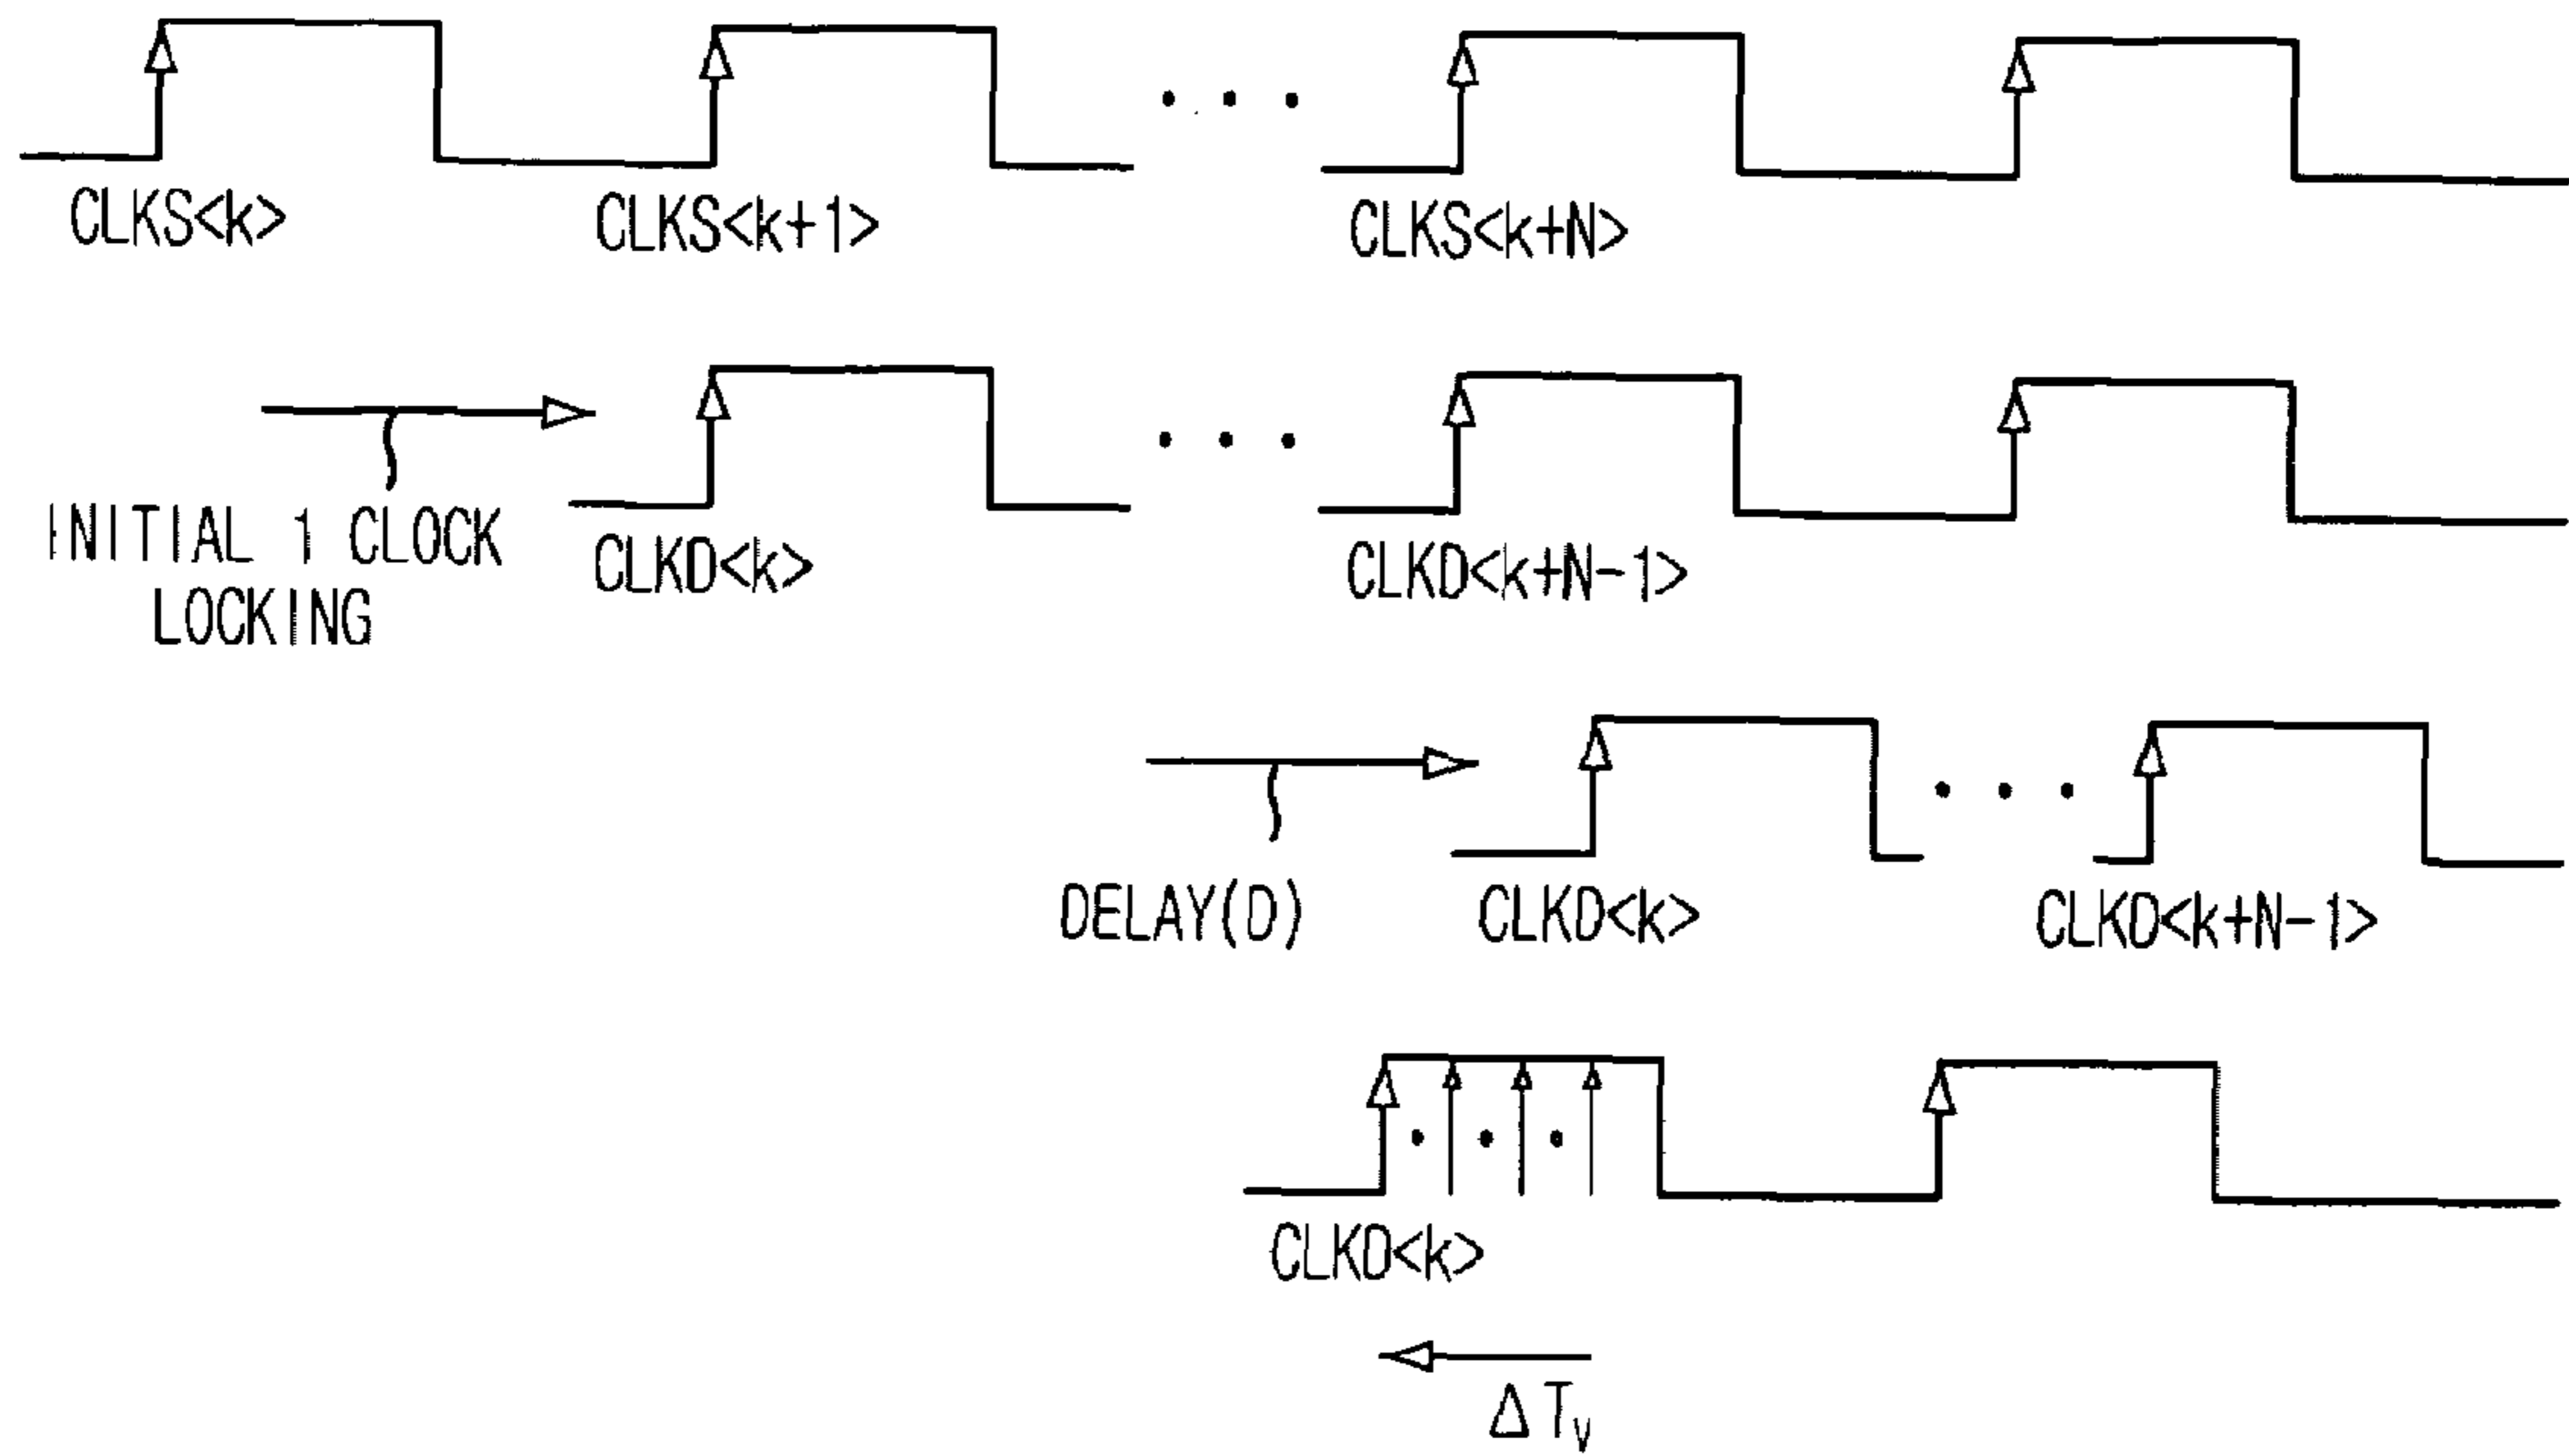 CLKS<k> CLKS<k+1> CLKS<k+N>
INITIAL 1 CLOCK
LOCKING
CLKD<k> CLKD<k+N-1>
DELAY(D) CLKD<k> CLKD<k+N-1>
CLKD<k>
ΔTv